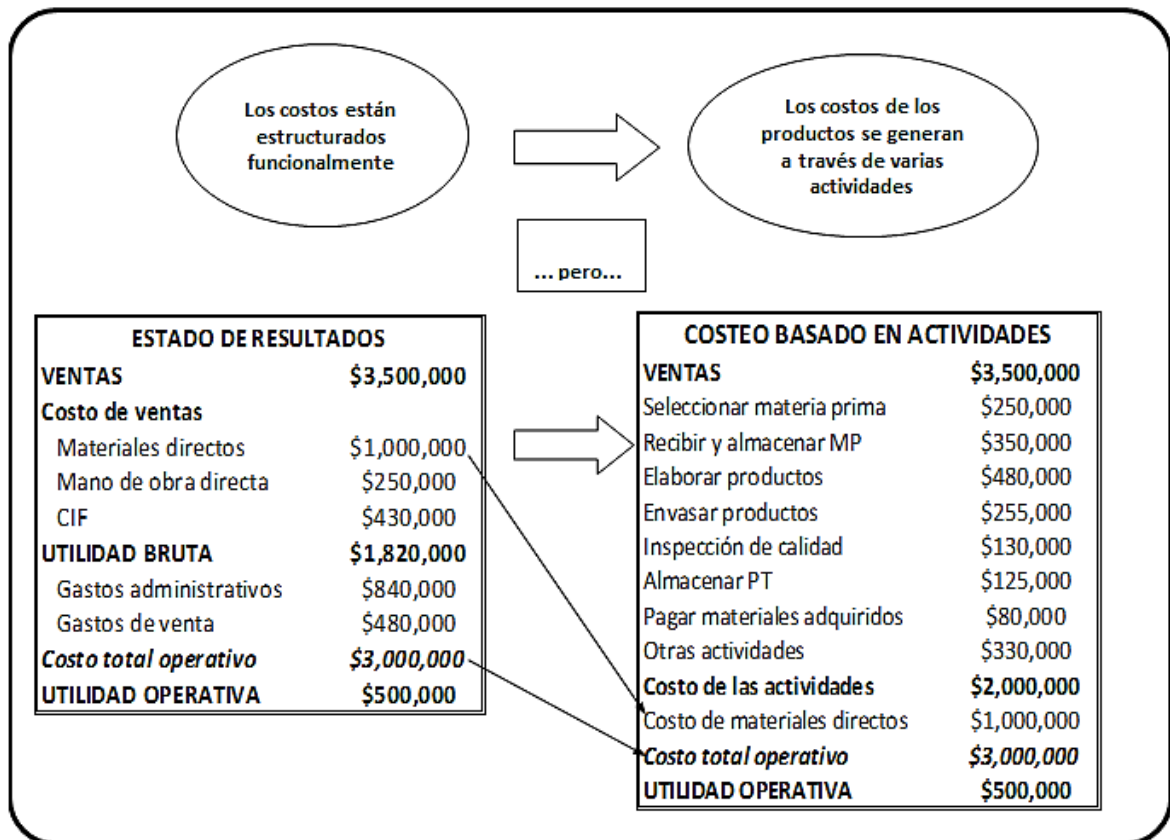 Los costos están
estructurados
funcionalmente
Los costos de los
productos se generan
a través de varias
actividades
... pero...
ESTADO DE RESULTADOS
VENTAS $3,500,000
Costo de ventas
Materiales directos $1,000,000
Mano de obra directa $250,000
CIF $430,000
UTILIDAD BRUTA $1,820,000
Gastos administrativos $840,000
Gastos de venta $480,000
Costo total operativo $3,000,000
UTILIDAD OPERATIVA $500,000
COSTEO BASADO EN ACTIVIDADES
VENTAS $3,500,000
Seleccionar materia prima $250,000
Recibir y almacenar MP $350,000
Elaborar productos $480,000
Envasar productos $255,000
Inspección de calidad $130,000
Almacenar PT $125,000
Pagar materiales adquiridos $80,000
Otras actividades $330,000
Costo de las actividades $2,000,000
Costo de materiales directos $1,000,000
Costo total operativo $3,000,000
UTILIDAD OPERATIVA $500,000